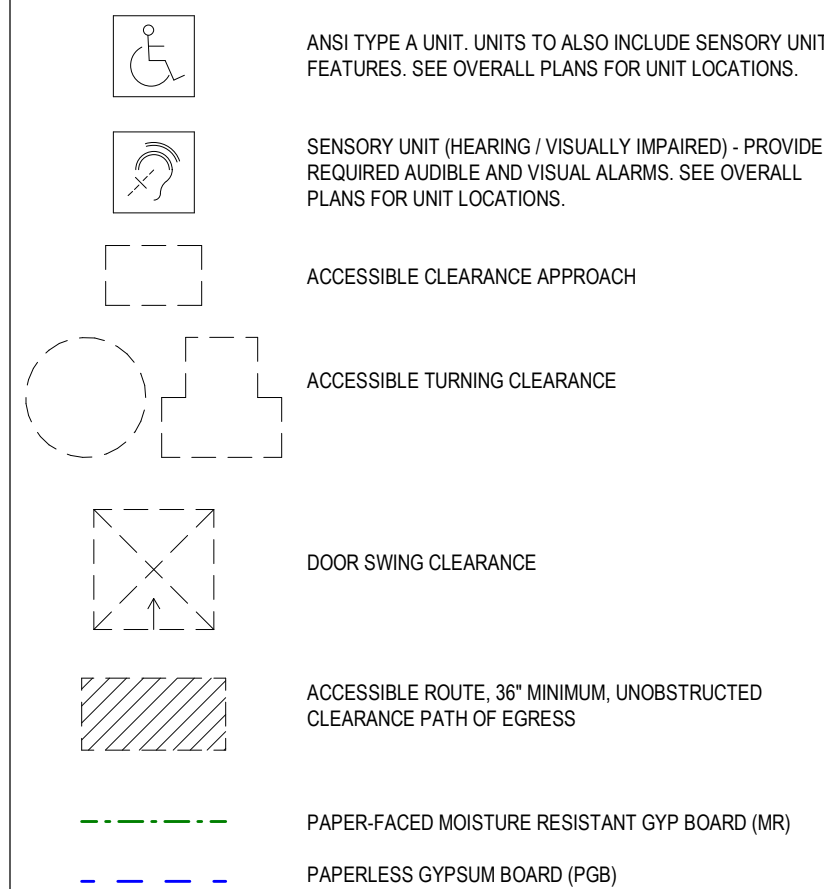 ANSI TYPE A UNIT. UNITS TO ALSO INCLUDE SENSORY UNIT
FEATURES. SEE OVERALL PLANS FOR UNIT LOCATIONS.
SENSORY UNIT (HEARING / VISUALLY IMPAIRED) - PROVIDE
REQUIRED AUDIBLE AND VISUAL ALARMS. SEE OVERALL
PLANS FOR UNIT LOCATIONS.
ACCESSIBLE CLEARANCE APPROACH
ACCESSIBLE TURNING CLEARANCE
DOOR SWING CLEARANCE
ACCESSIBLE ROUTE, 36" MINIMUM, UNOBSTRUCTED
CLEARANCE PATH OF EGRESS
PAPER-FACED MOISTURE RESISTANT GYP BOARD (MR)
PAPERLESS GYPSUM BOARD (PGB)